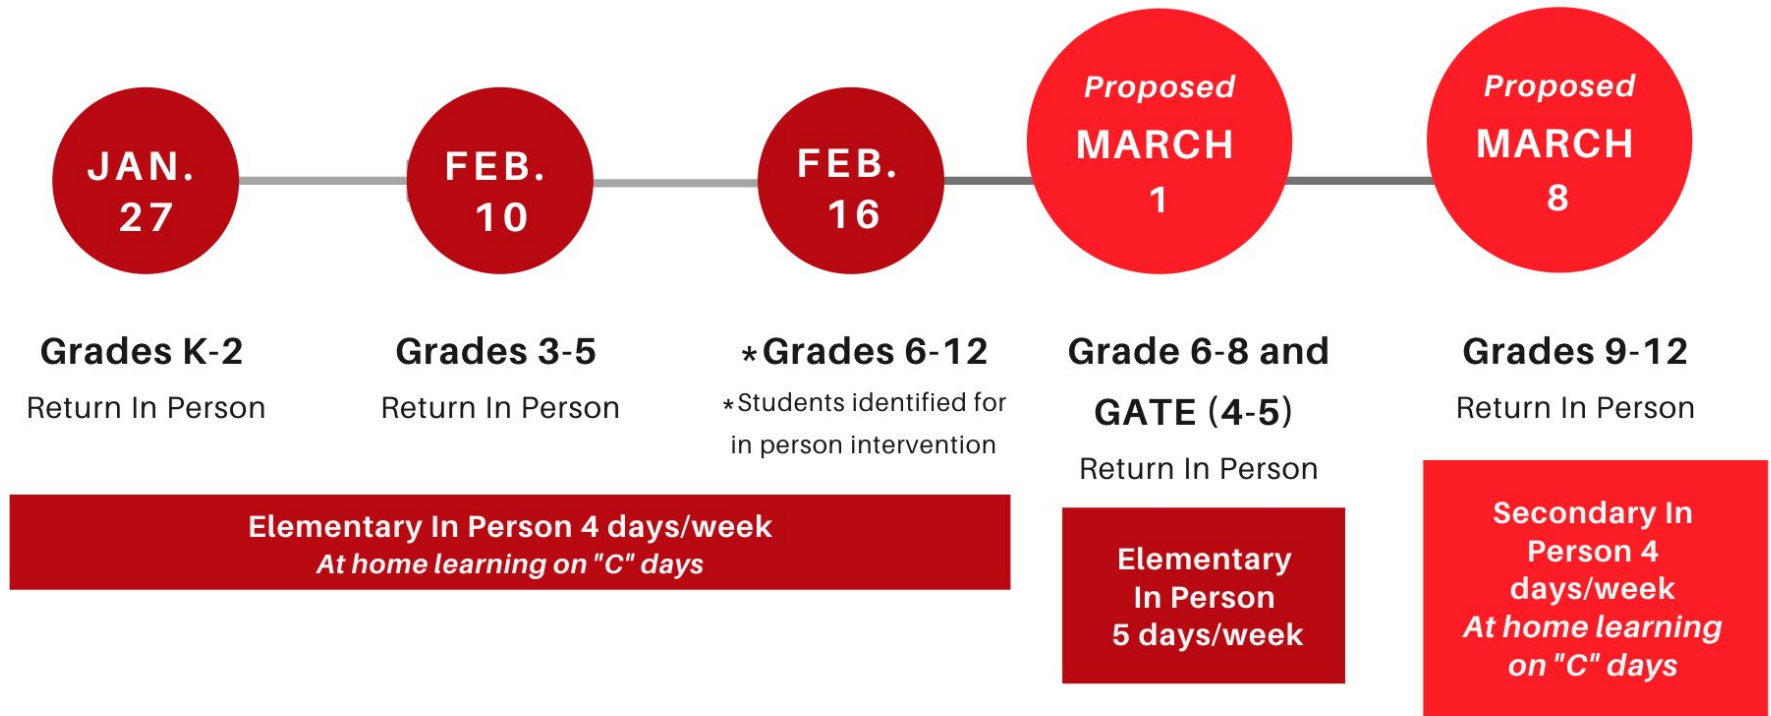 JAN.
27
FEB.
10
FEB.
16
Proposed
MARCH
1
Proposed
MARCH
8
Grades K-2
Return In Person
Grades 3-5
Return In Person
*Grades 6-12
*Students identified for
in person intervention
Grade 6-8 and
GATE (4-5)
Return In Person
Grades 9-12
Return In Person
Elementary In Person 4 days/week
At home learning on "C" days
Elementary
In Person
5 days/week
Secondary In
Person 4
days/week
At home learning
on "C" days